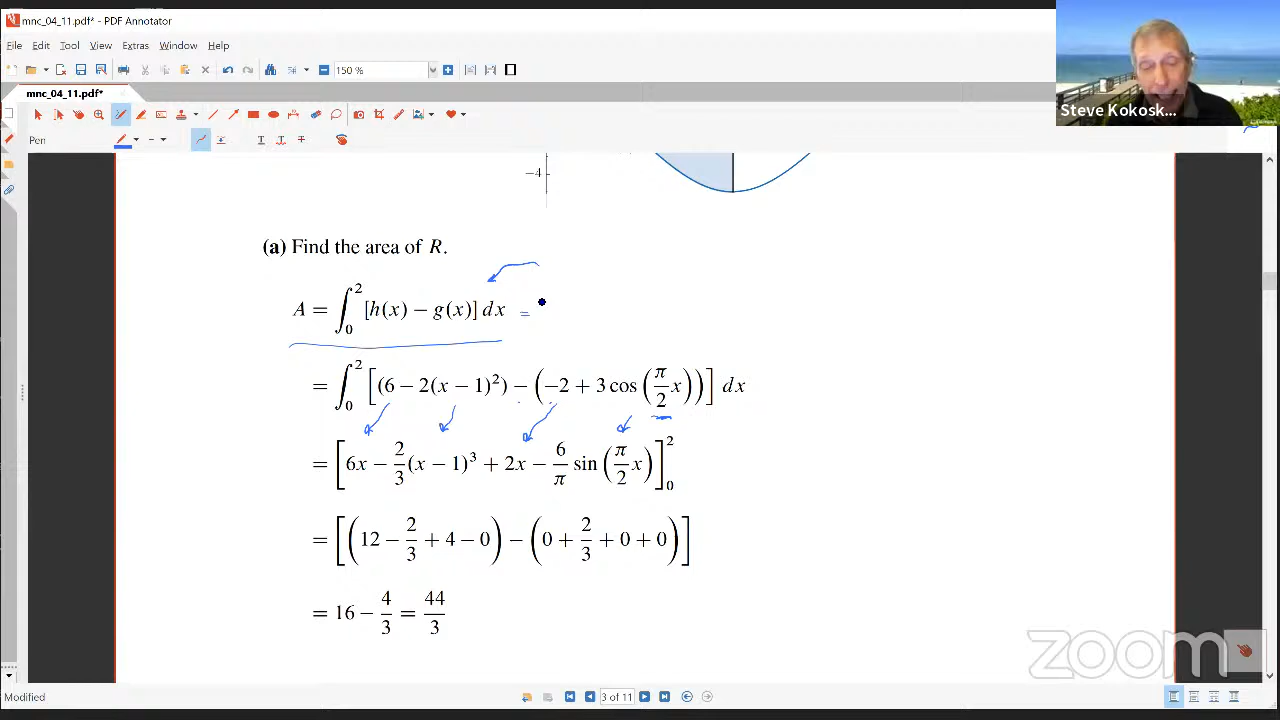 mnc_04_11.pdf* - PDF Annotator
File Edit Tool View Extras Window Help
150 %
mnc_04_11.pdf*
Pen
Steve Kokosk...
−4
(a) Find the area of R.
A = ∫₀² [h(x) − g(x)] dx =
= ∫₀² [(6 − 2(x − 1)²) − (−2 + 3 cos (π/2 x))] dx
= [6x − 2/3 (x − 1)³ + 2x − 6/π sin (π/2 x)]₀²
= [(12 − 2/3 + 4 − 0) − (0 + 2/3 + 0 + 0)]
= 16 − 4/3 = 44/3
zoom
Modified
3 of 11